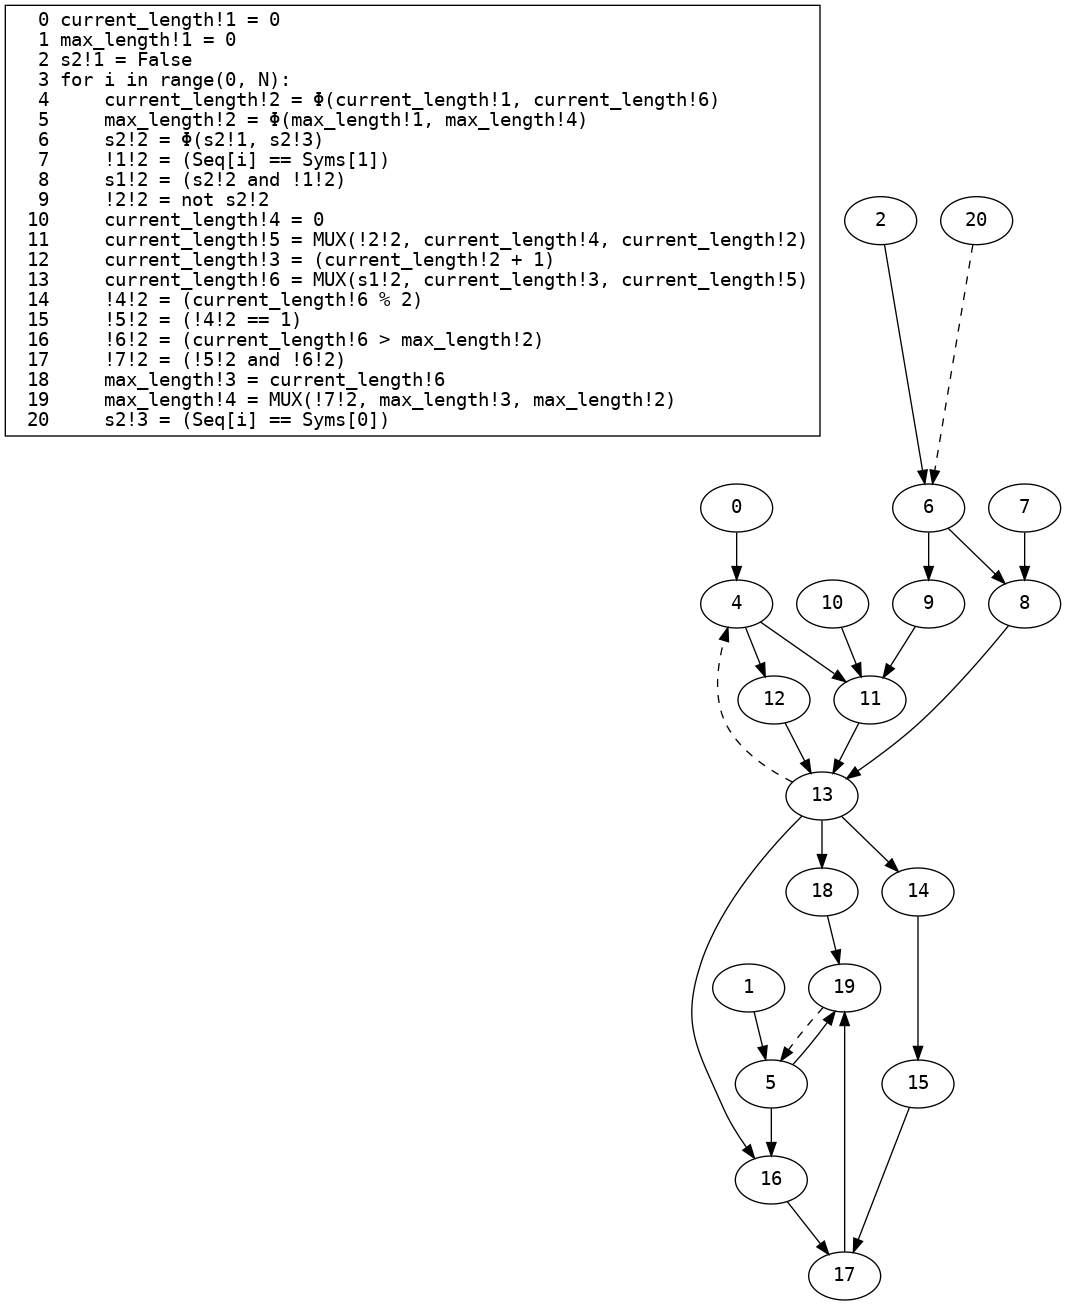 0 current_length!1 = 0
1 max_length!1 = 0
2 s2!1 = False
3 for i in range(0, N):
4     current_length!2 = Φ(current_length!1, current_length!6)
5     max_length!2 = Φ(max_length!1, max_length!4)
6     s2!2 = Φ(s2!1, s2!3)
7     !1!2 = (Seq[i] == Syms[1])
8     s1!2 = (s2!2 and !1!2)
9     !2!2 = not s2!2
10     current_length!4 = 0
11     current_length!5 = MUX(!2!2, current_length!4, current_length!2)
12     current_length!3 = (current_length!2 + 1)
13     current_length!6 = MUX(s1!2, current_length!3, current_length!5)
14     !4!2 = (current_length!6 % 2)
15     !5!2 = (!4!2 == 1)
16     !6!2 = (current_length!6 > max_length!2)
17     !7!2 = (!5!2 and !6!2)
18     max_length!3 = current_length!6
19     max_length!4 = MUX(!7!2, max_length!3, max_length!2)
20     s2!3 = (Seq[i] == Syms[0])
2 20
0 6 7
4 10 9 8
12 11
13
18 14
1 19
5 15
16
17